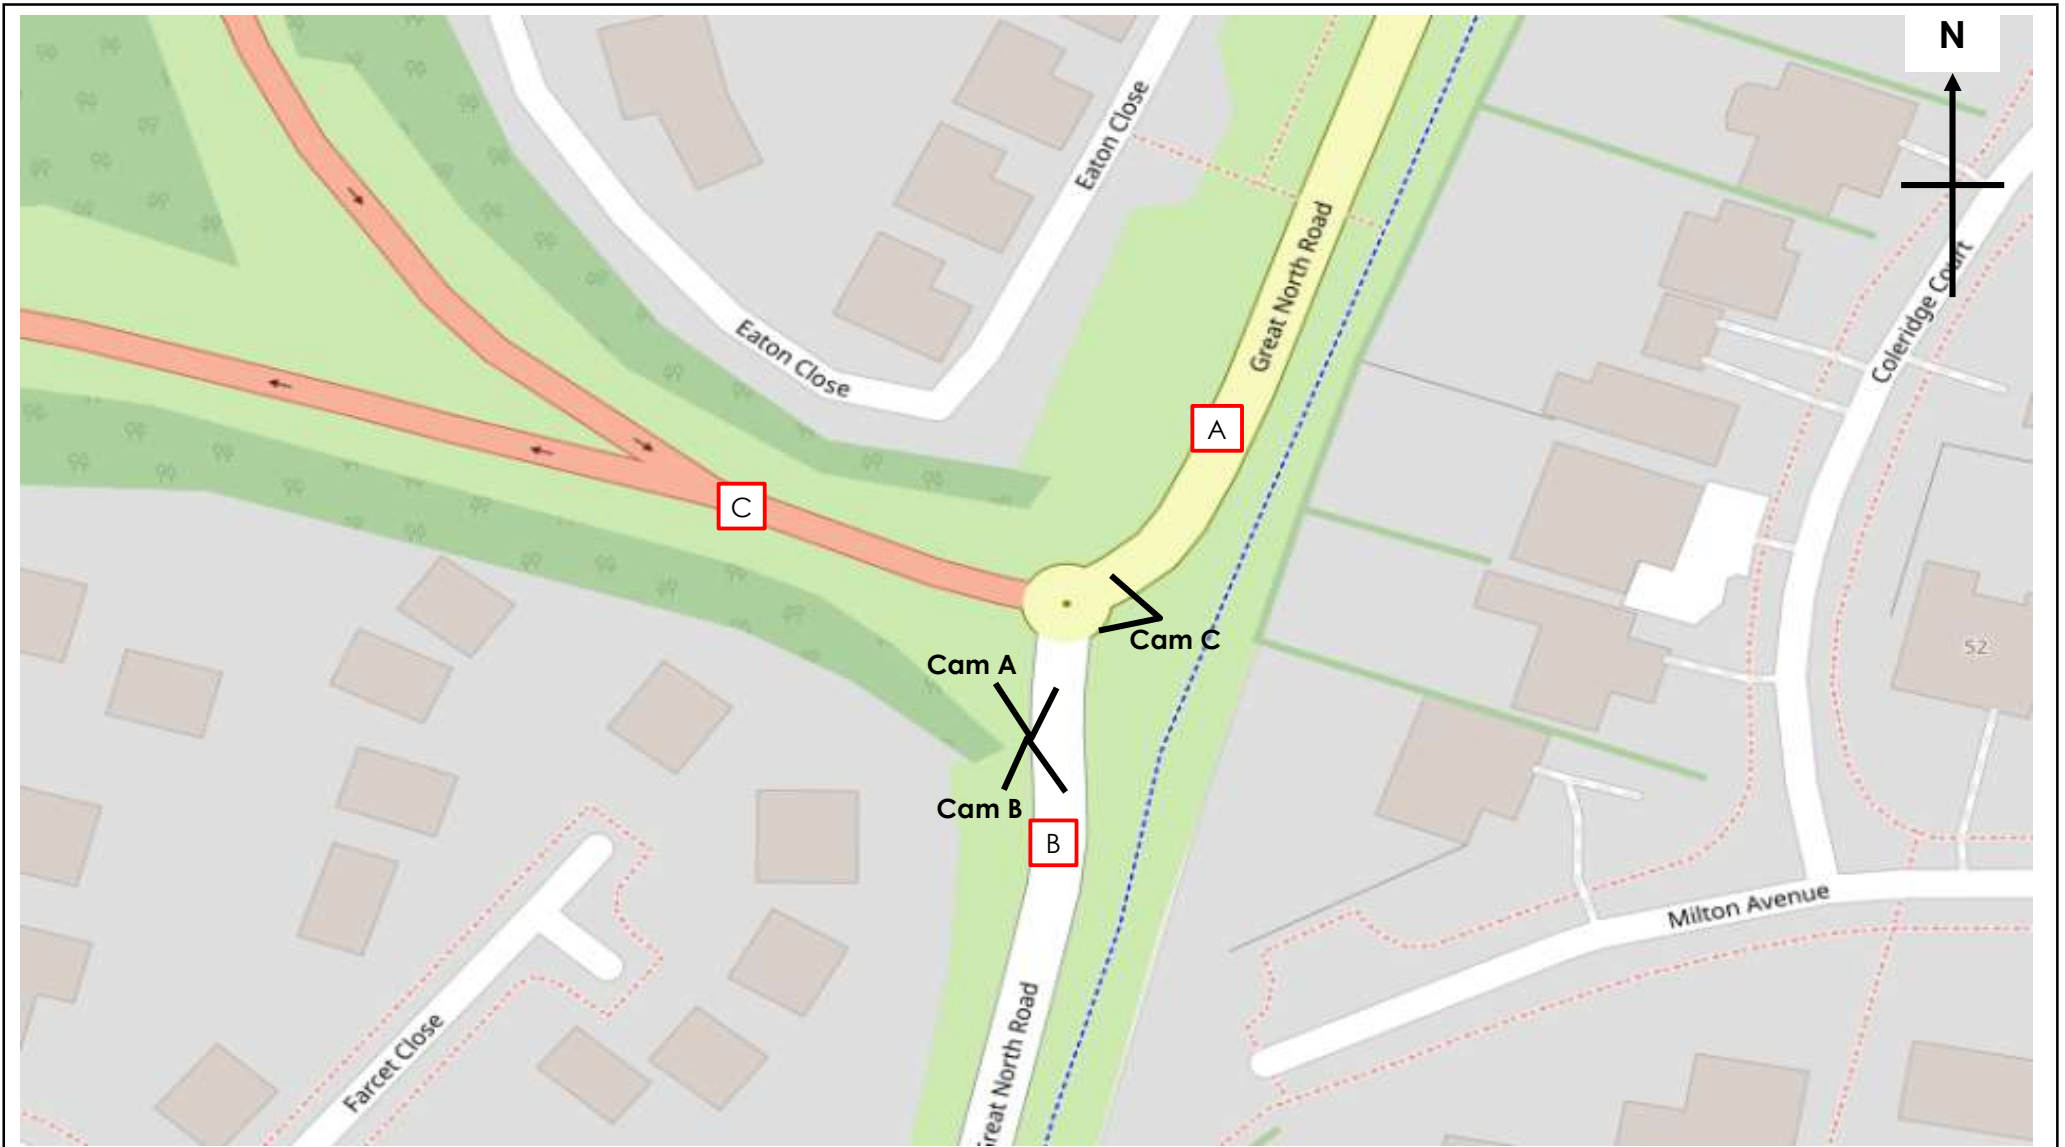 N
Eaton Close
Great North Road
Coleridge Court
Eaton Close
A
C
Cam C
Cam A
52
Cam B
B
Milton Avenue
Great North Road
Farcet Close